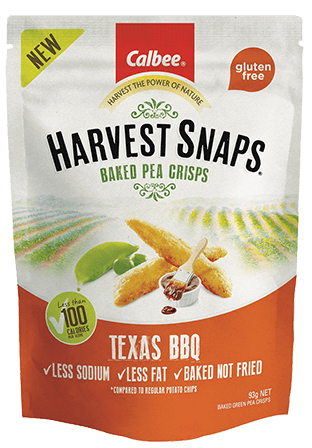 NEW
Calbee®
gluten
free
HARVEST THE POWER OF NATURE
HARVEST SNAPS®
BAKED PEA CRISPS
Less than
100
CALORIES
TEXAS BBQ
✓LESS SODIUM ✓LESS FAT ✓BAKED NOT FRIED
*COMPARED TO REGULAR POTATO CHIPS
93g NET
BAKED GREEN PEA CRISPS